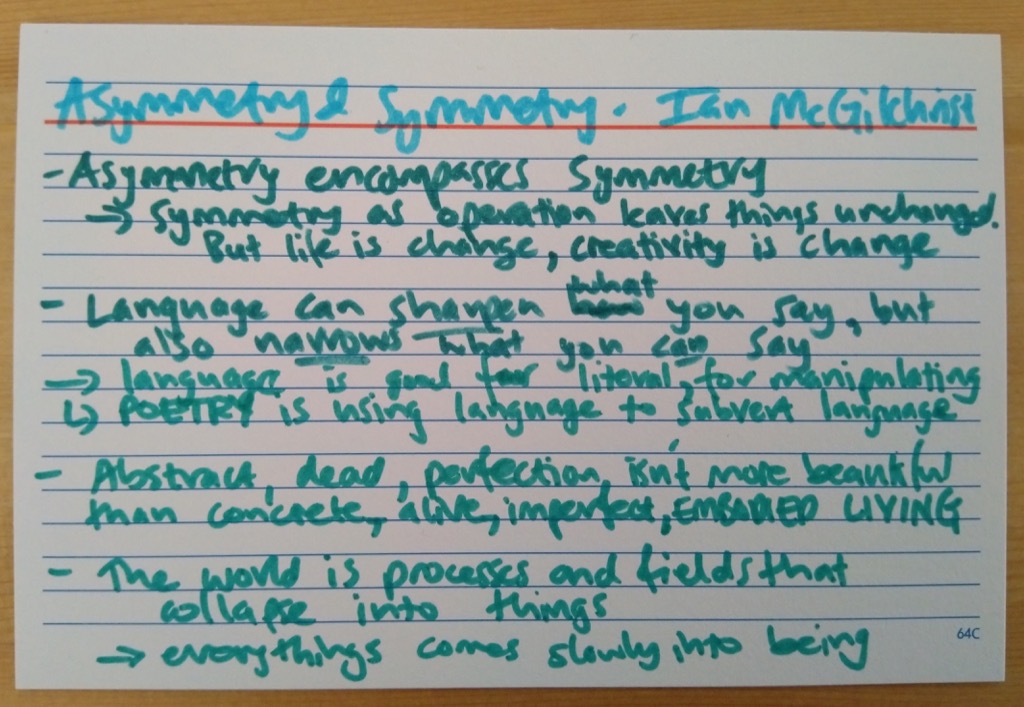 Asymmetry & Symmetry. Ian McGilchrist
- Asymmetry encompasses Symmetry
→ Symmetry as operation leaves things unchanged.
But life is change, creativity is change
- Language can sharpen what you say, but
also narrows what you can say
→ language is good for literal, for manipulating
↳ POETRY is using language to subvert language
- Abstract, dead, perfection, isn't more beautiful
than concrete, alive, imperfect, EMBODIED LIVING
- The world is processes and fields that
collapse into things
→ everythings comes slowly into being
64C